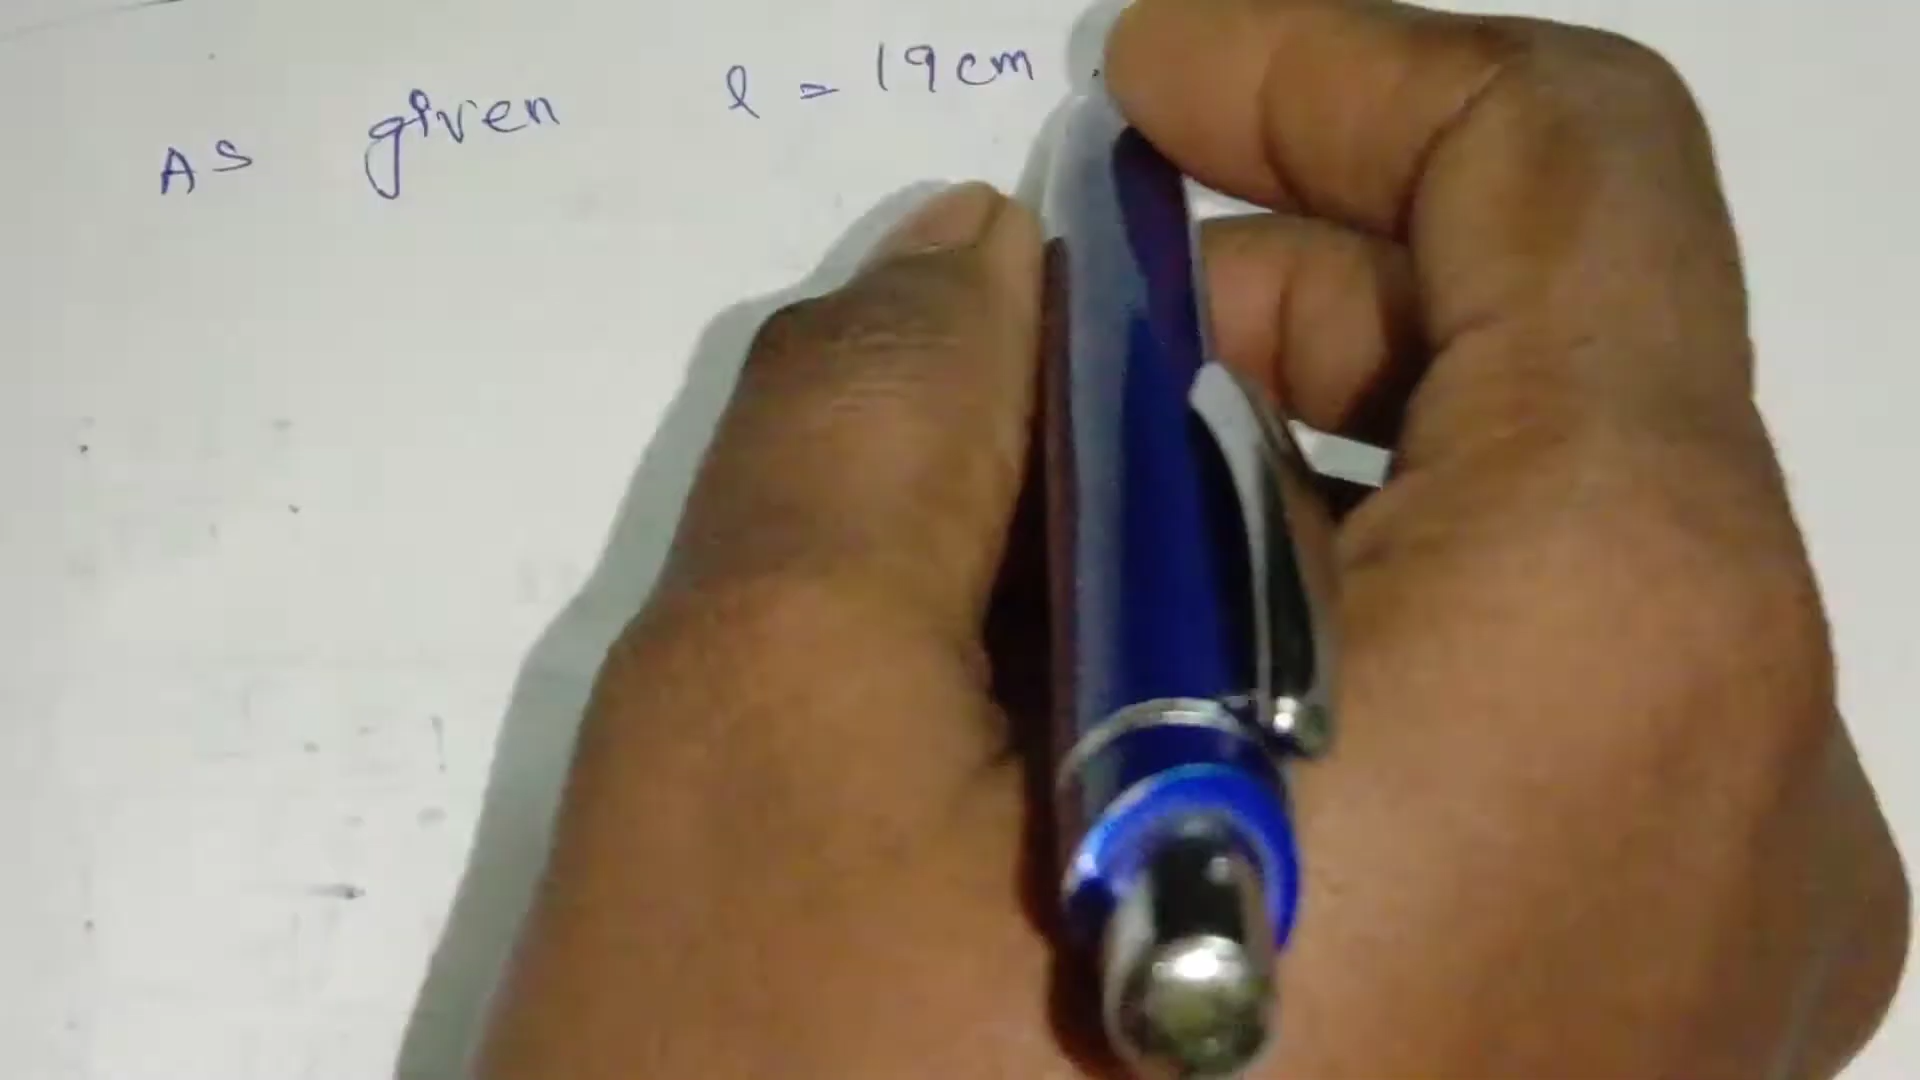 As given l = 19cm